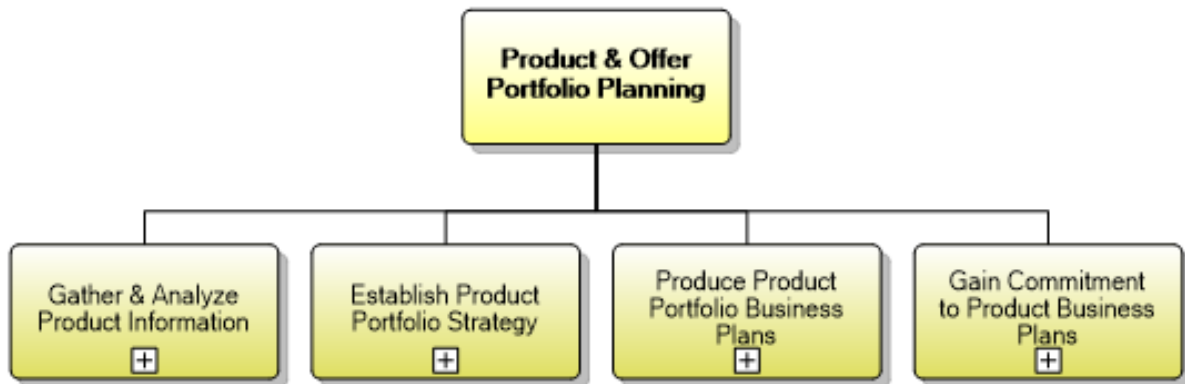 Product & Offer
Portfolio Planning
Gather & Analyze
Product Information
Establish Product
Portfolio Strategy
Produce Product
Portfolio Business
Plans
Gain Commitment
to Product Business
Plans